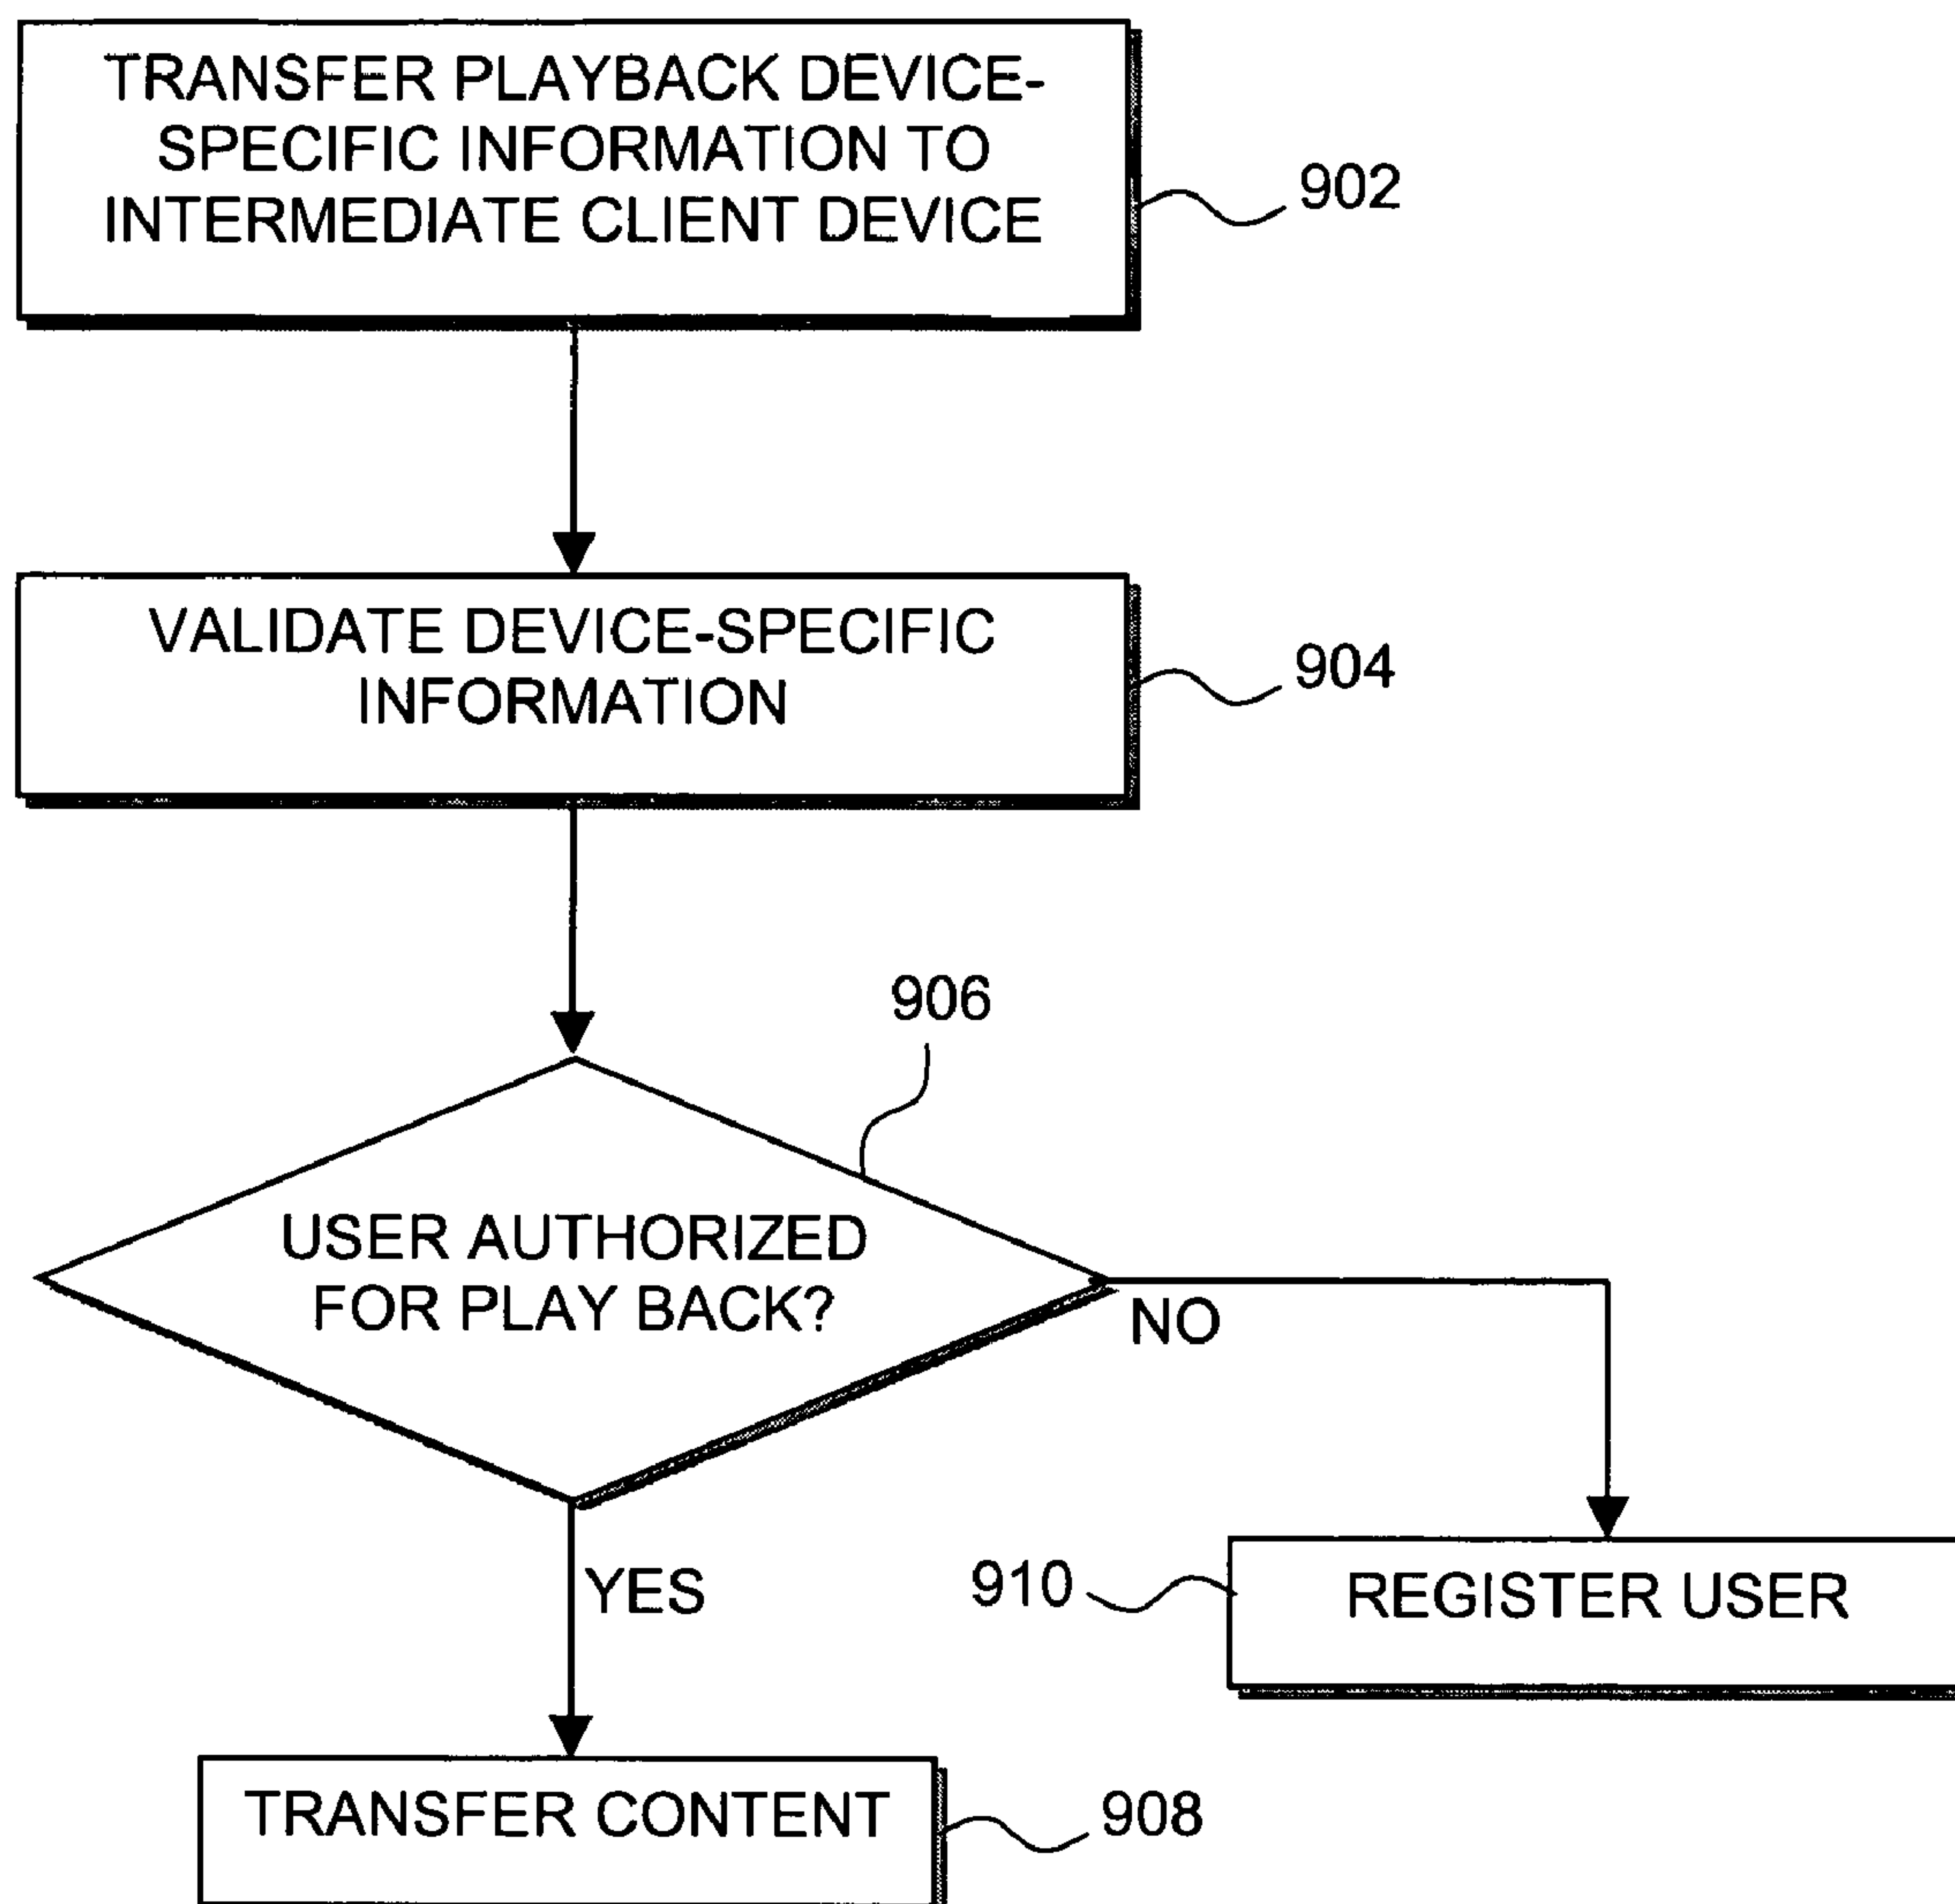 TRANSFER PLAYBACK DEVICE-
SPECIFIC INFORMATION TO
INTERMEDIATE CLIENT DEVICE
902
VALIDATE DEVICE-SPECIFIC
INFORMATION
904
906
USER AUTHORIZED
FOR PLAY BACK?
NO
YES
910
REGISTER USER
TRANSFER CONTENT
908